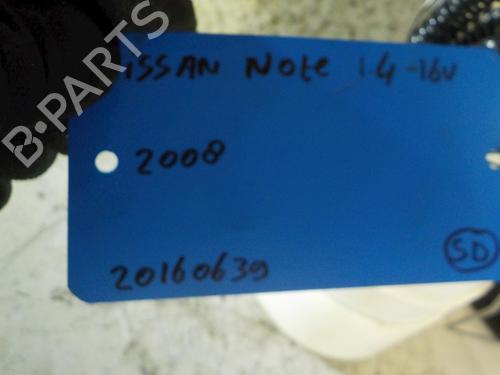 ISSAN Note 1.4-16v
2008
20160639
SD
B-PARTS